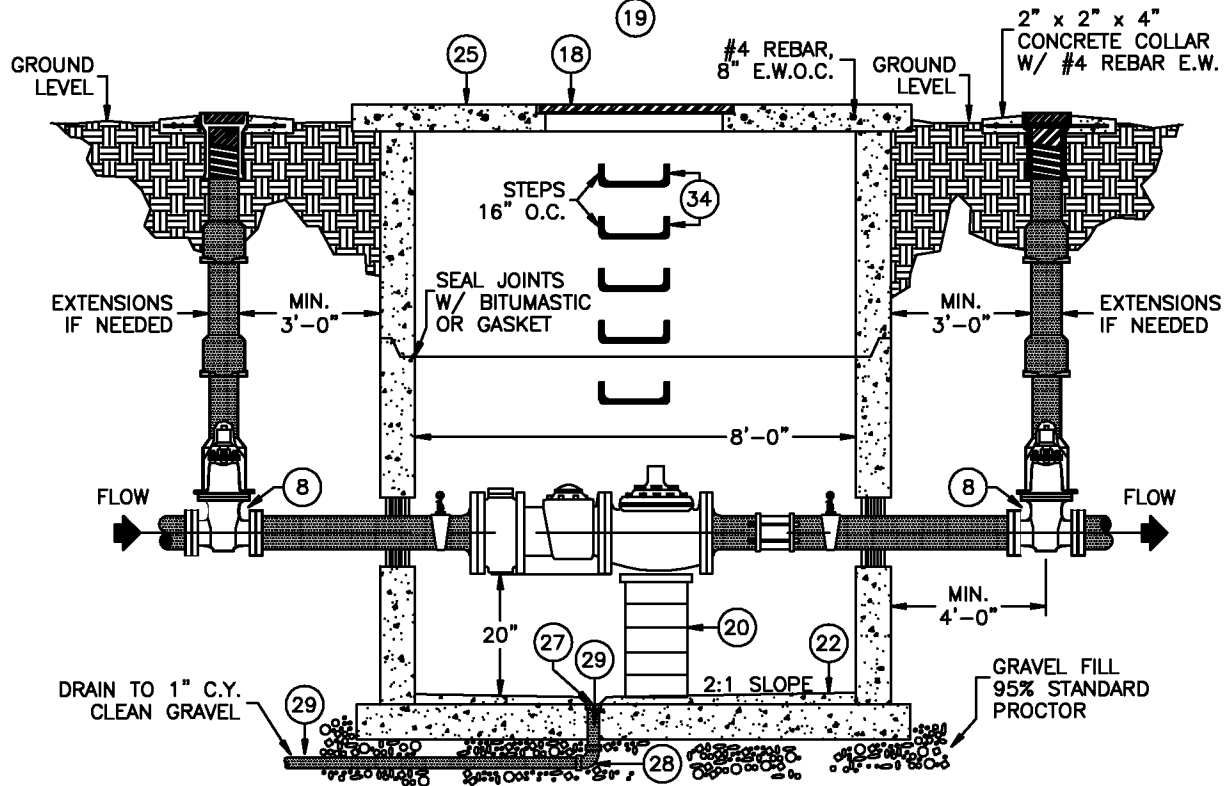 19
2" x 2" x 4"
CONCRETE COLLAR
W/ #4 REBAR E.W.
25
18
#4 REBAR,
8" E.W.O.C.
GROUND
LEVEL
GROUND
LEVEL
STEPS
16" O.C.
34
SEAL JOINTS
W/ BITUMASTIC
OR GASKET
EXTENSIONS
IF NEEDED
MIN.
3'-0"
MIN.
3'-0"
EXTENSIONS
IF NEEDED
8'-0"
FLOW
8
8
FLOW
MIN.
4'-0"
20"
20
27
29
22
2:1 SLOPE
DRAIN TO 1" C.Y.
CLEAN GRAVEL
29
GRAVEL FILL
95% STANDARD
PROCTOR
28